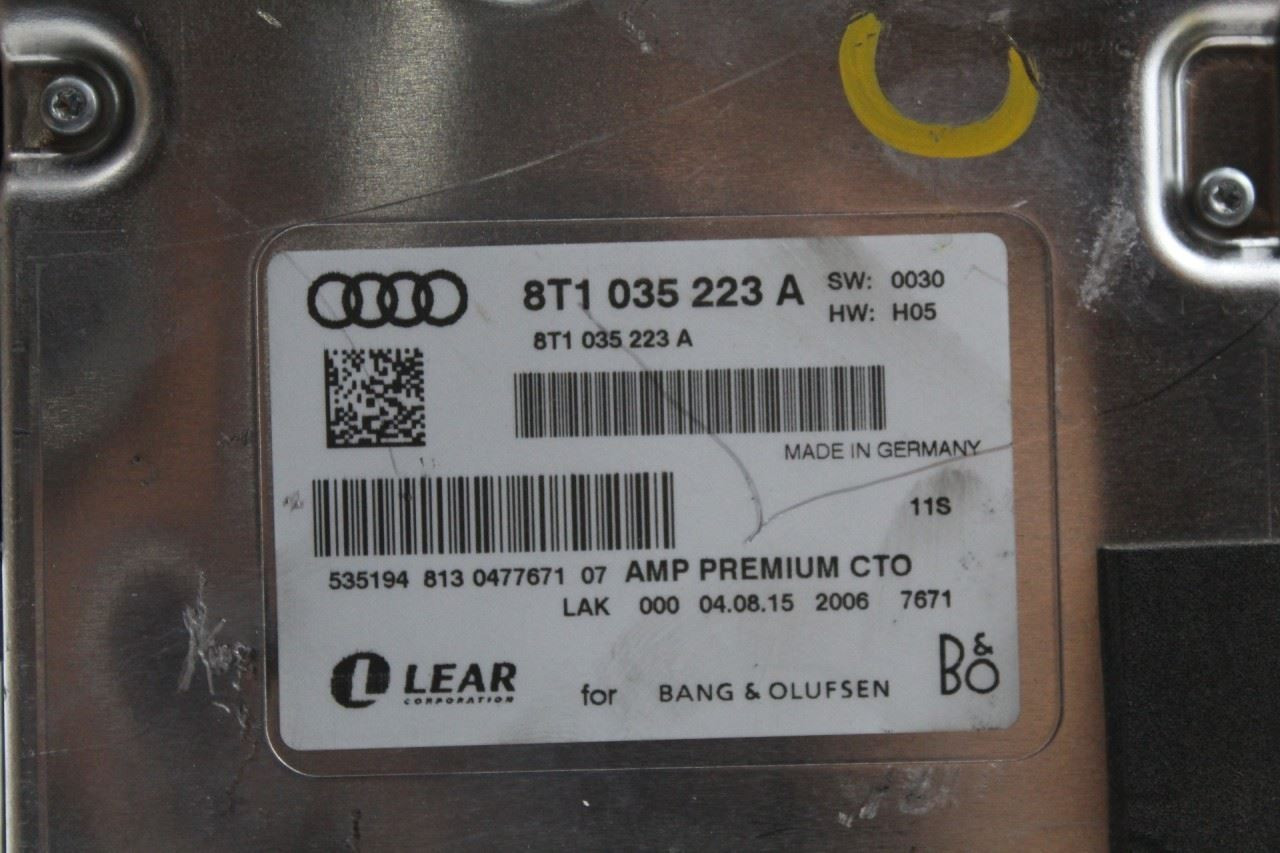 8T1 035 223 A SW: 0030
HW: H05
8T1 035 223 A
MADE IN GERMANY
11S
535194 813 0477671 07 AMP PREMIUM CTO
LAK 000 04.08.15 2006 7671
L LEAR
CORPORATION
for BANG & OLUFSEN
B&O